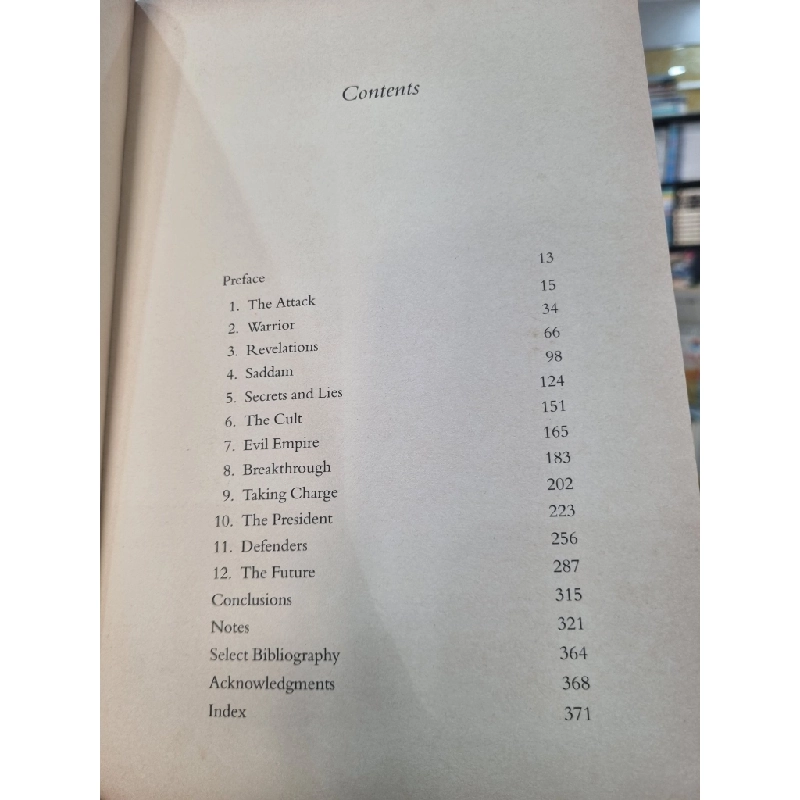 Contents
Preface 13
1. The Attack 15
2. Warrior 34
3. Revelations 66
4. Saddam 98
5. Secrets and Lies 124
6. The Cult 151
7. Evil Empire 165
8. Breakthrough 183
9. Taking Charge 202
10. The President 223
11. Defenders 256
12. The Future 287
Conclusions 315
Notes 321
Select Bibliography 364
Acknowledgments 368
Index 371